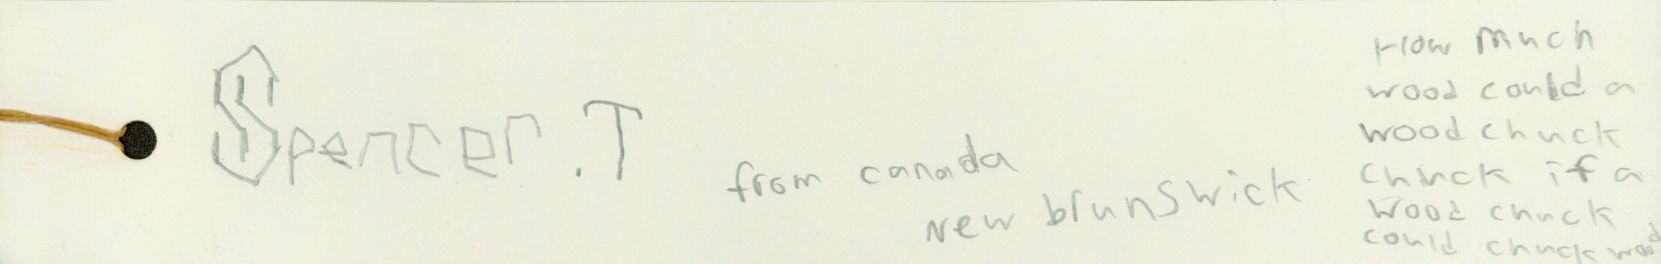 Spencer.T
from canada
New brunswick
How much
wood could a
wood chuck
chuck if a
wood chuck
could chuck wood